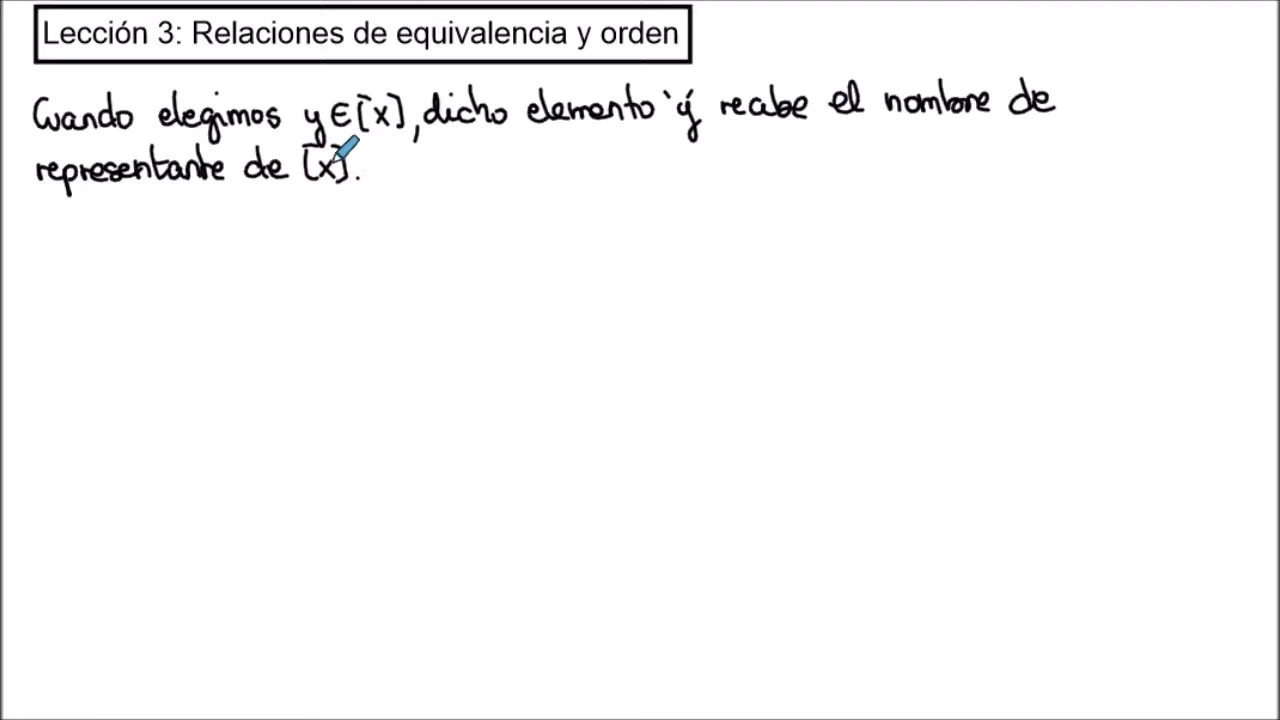 Lección 3: Relaciones de equivalencia y orden
Cuando elegimos y∈[x], dicho elemento 'y' recibe el nombre de
representante de [x].